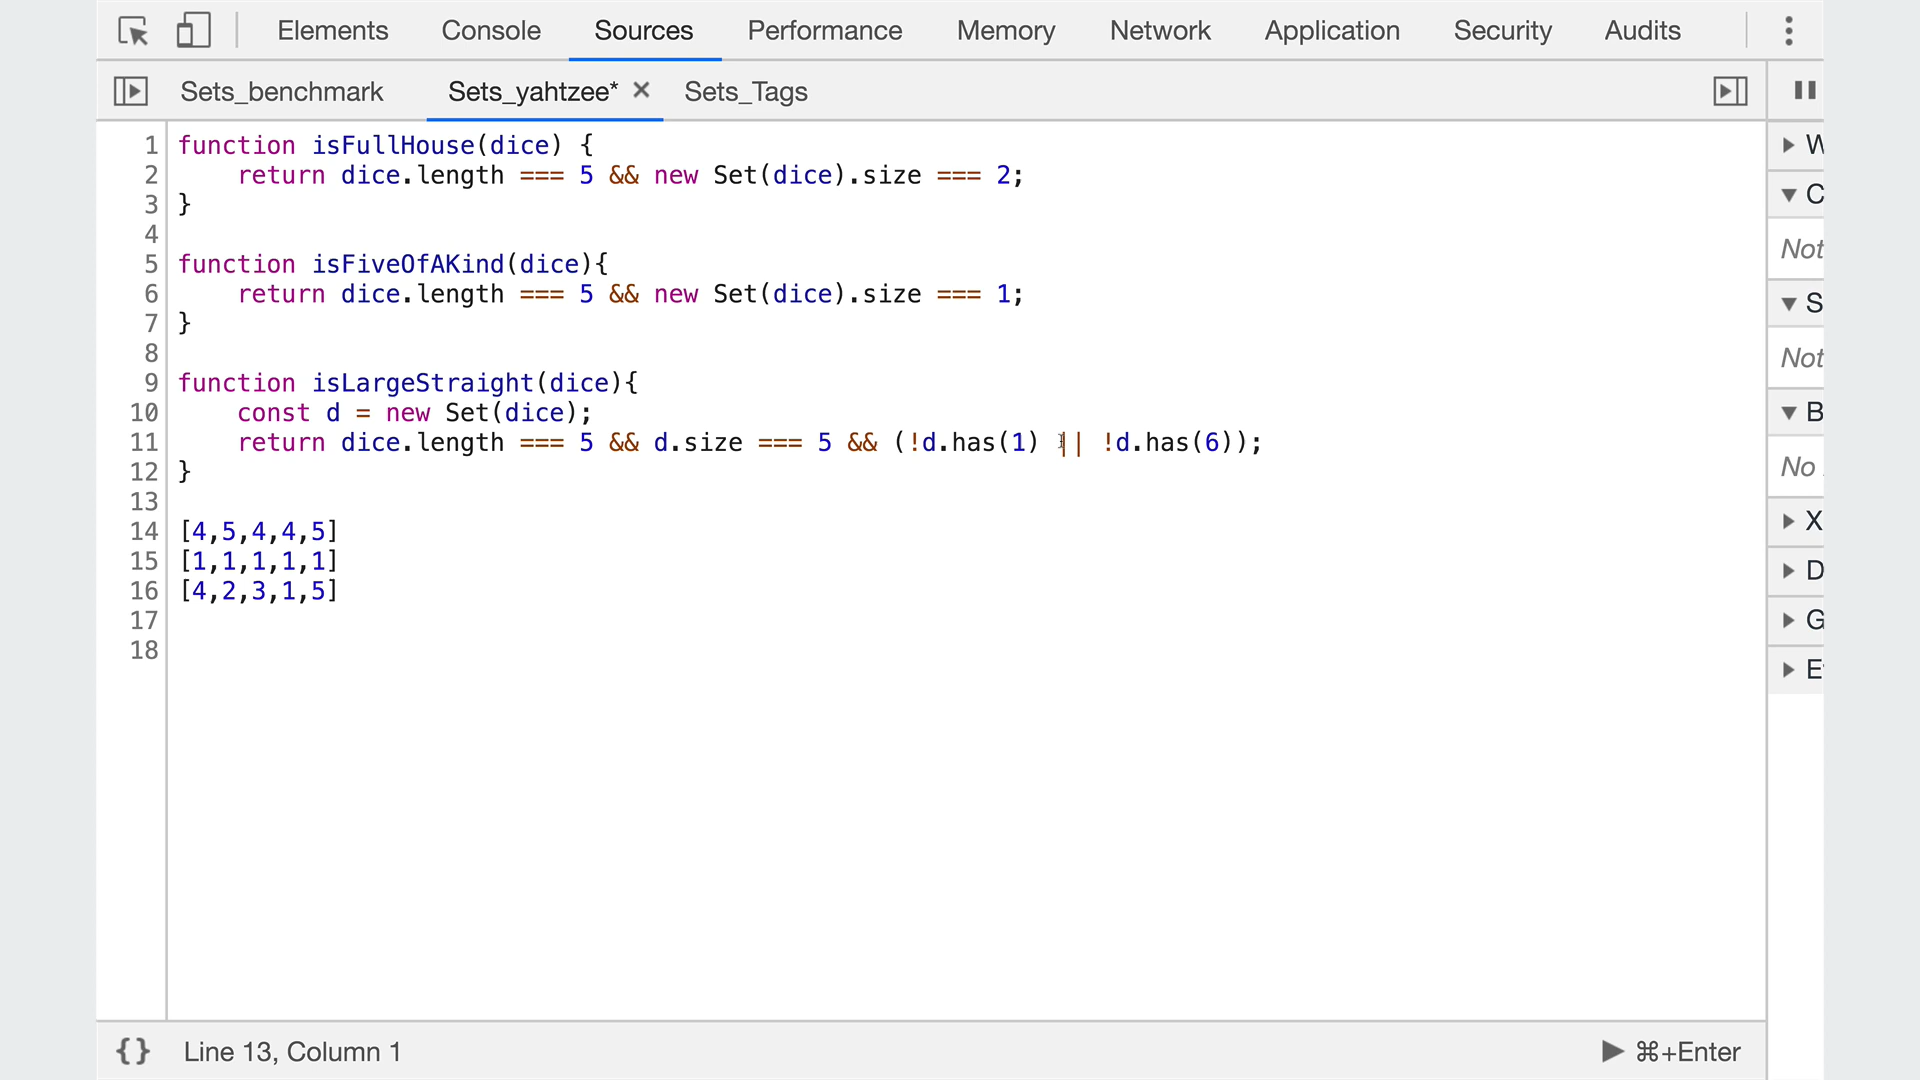 Elements Console Sources Performance Memory Network Application Security Audits
Sets_benchmark Sets_yahtzee* × Sets_Tags
1 function isFullHouse(dice) {
2     return dice.length === 5 && new Set(dice).size === 2;
3 }
4
5 function isFiveOfAKind(dice){
6     return dice.length === 5 && new Set(dice).size === 1;
7 }
8
9 function isLargeStraight(dice){
10     const d = new Set(dice);
11     return dice.length === 5 && d.size === 5 && (!d.has(1) || !d.has(6));
12 }
13
14 [4,5,4,4,5]
15 [1,1,1,1,1]
16 [4,2,3,1,5]
17
18
C
Not
S
Not
B
No
X
D
G
{} Line 13, Column 1 ⌘+Enter